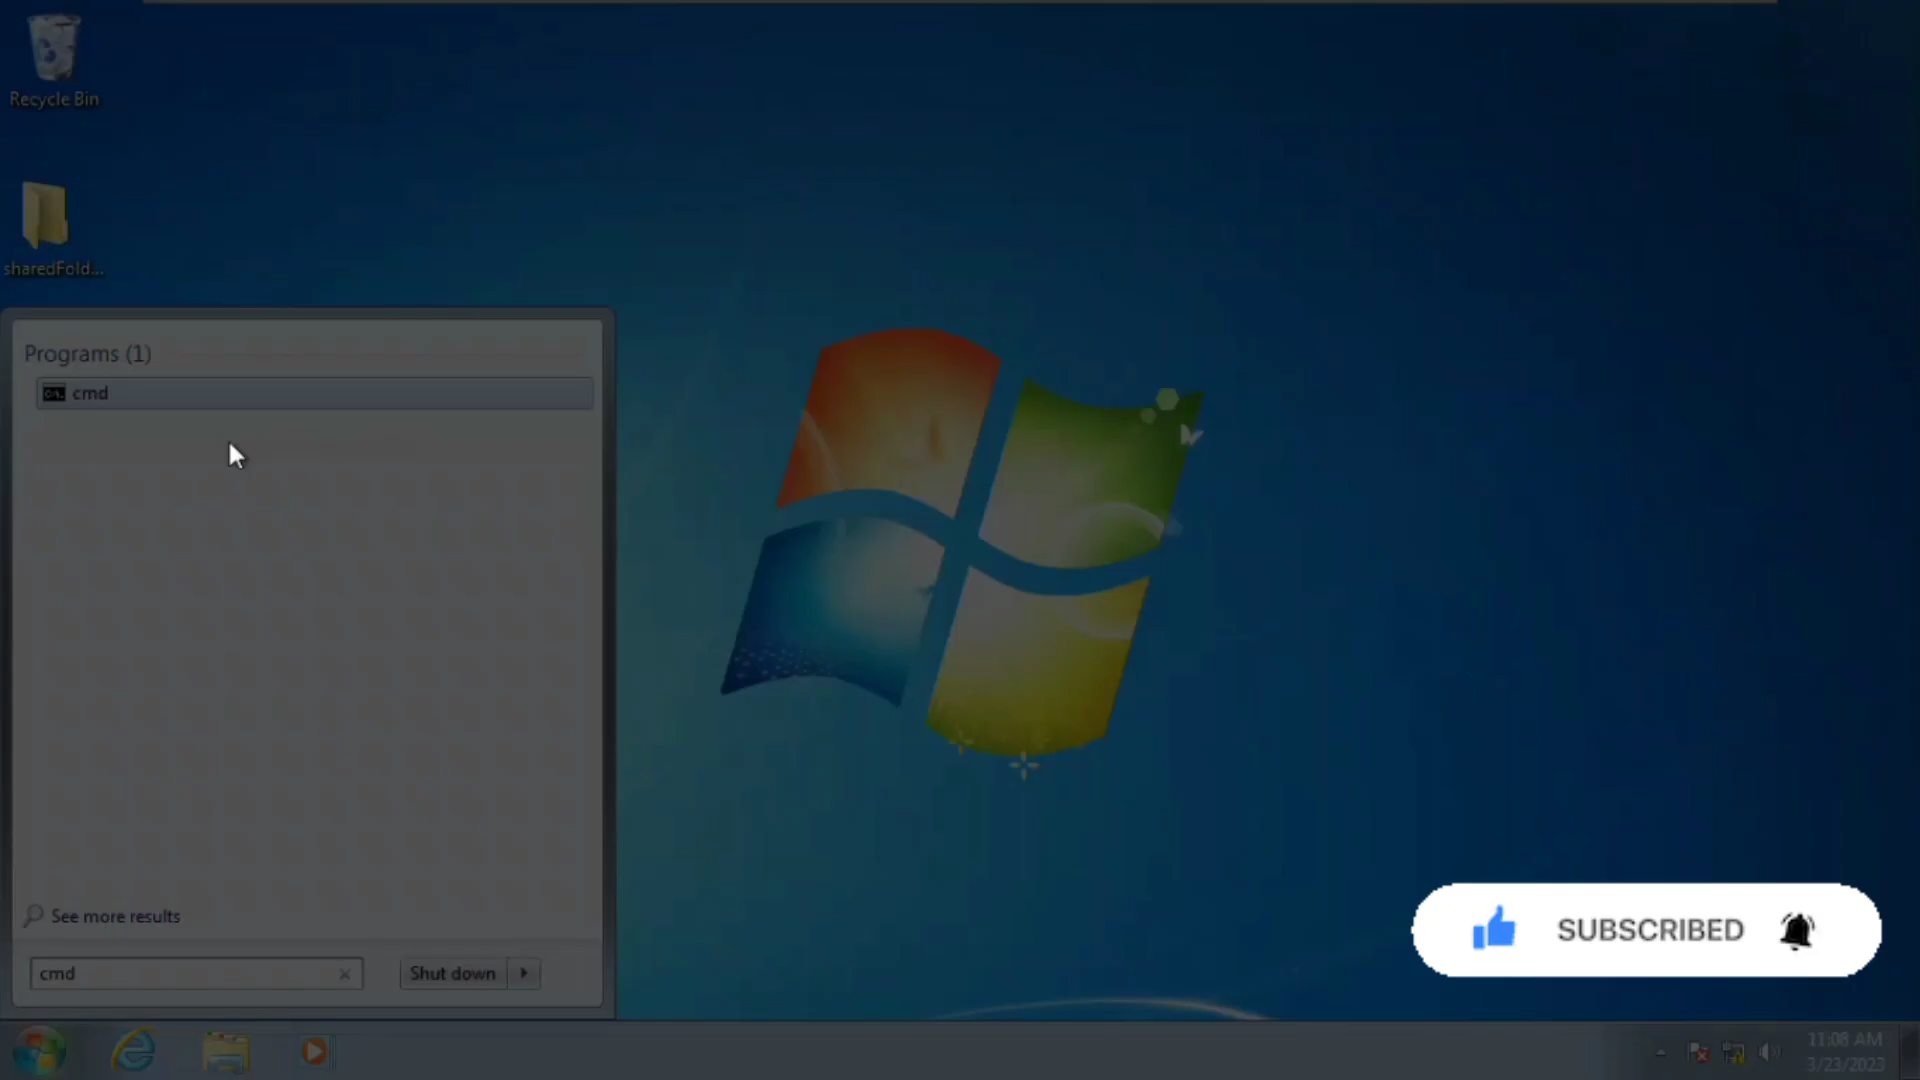 Recycle Bin
sharedFold...
Programs (1)
cmd
See more results
cmd
Shut down
SUBSCRIBED
11:08 AM
3/23/2023